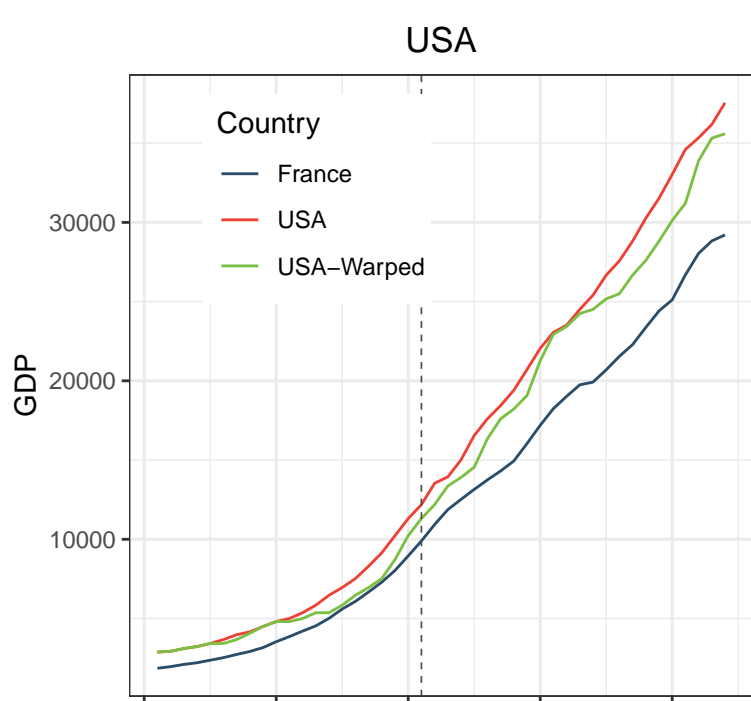 USA
Country
France
USA
USA−Warped
GDP
30000
20000
10000